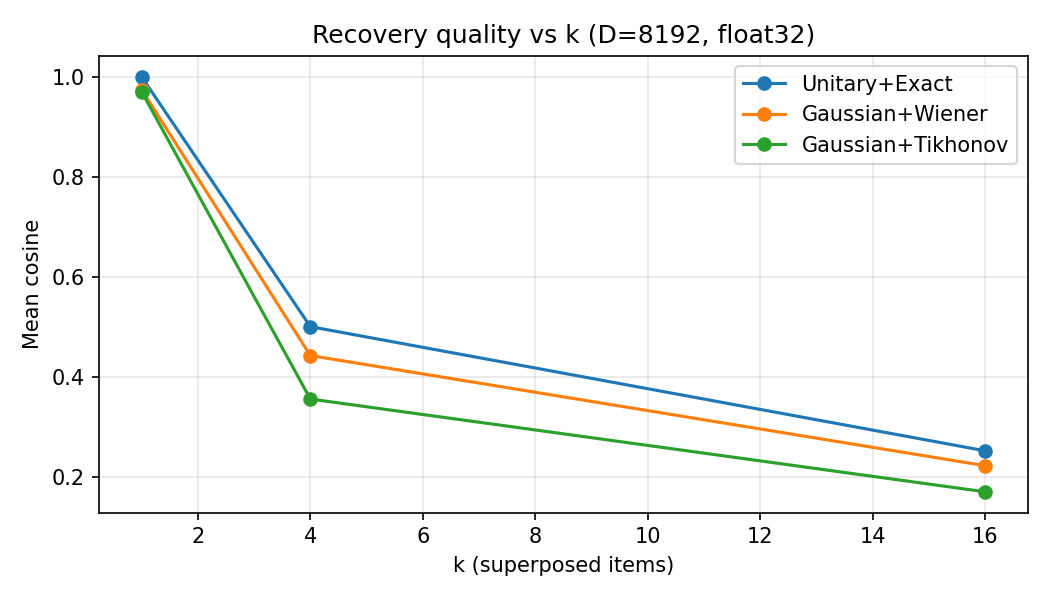 Recovery quality vs k (D=8192, float32)
Unitary+Exact
Gaussian+Wiener
Gaussian+Tikhonov
Mean cosine
1.0
0.8
0.6
0.4
0.2
2 4 6 8 10 12 14 16
k (superposed items)